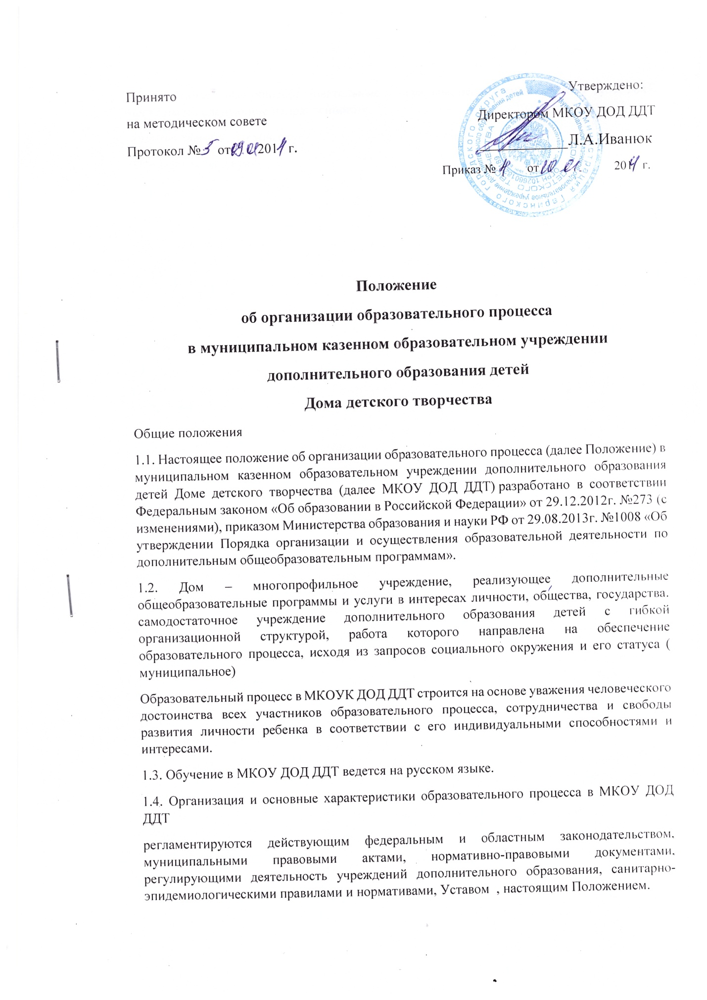 Принято
на методическом совете
Протокол №5 от 09.01 2014 г.
Утверждено:
Директором МКОУ ДОД ДДТ
Л.А.Иванюк
Приказ № от 10 01. 2014 г.
Администрация Гаринского городского округа
Положение
об организации образовательного процесса
в муниципальном казенном образовательном учреждении
дополнительного образования детей
Дома детского творчества
Общие положения
1.1. Настоящее положение об организации образовательного процесса (далее Положение) в
муниципальном казенном образовательном учреждении дополнительного образования
детей Доме детского творчества (далее МКОУ ДОД ДДТ) разработано в соответствии
Федеральным законом «Об образовании в Российской Федерации» от 29.12.2012г. №273 (с
изменениями), приказом Министерства образования и науки РФ от 29.08.2013г. №1008 «Об
утверждении Порядка организации и осуществления образовательной деятельности по
дополнительным общеобразовательным программам».
1.2. Дом – многопрофильное учреждение, реализующее дополнительные
общеобразовательные программы и услуги в интересах личности, общества, государства.
самодостаточное учреждение дополнительного образования детей с гибкой
организационной структурой, работа которого направлена на обеспечение
образовательного процесса, исходя из запросов социального окружения и его статуса (
муниципальное)
Образовательный процесс в МКОУК ДОД ДДТ строится на основе уважения человеческого
достоинства всех участников образовательного процесса, сотрудничества и свободы
развития личности ребенка в соответствии с его индивидуальными способностями и
интересами.
1.3. Обучение в МКОУ ДОД ДДТ ведется на русском языке.
1.4. Организация и основные характеристики образовательного процесса в МКОУ ДОД
ДДТ
регламентируются действующим федеральным и областным законодательством,
муниципальными правовыми актами, нормативно-правовыми документами,
регулирующими деятельность учреждений дополнительного образования, санитарно-
эпидемиологическими правилами и нормативами, Уставом , настоящим Положением.